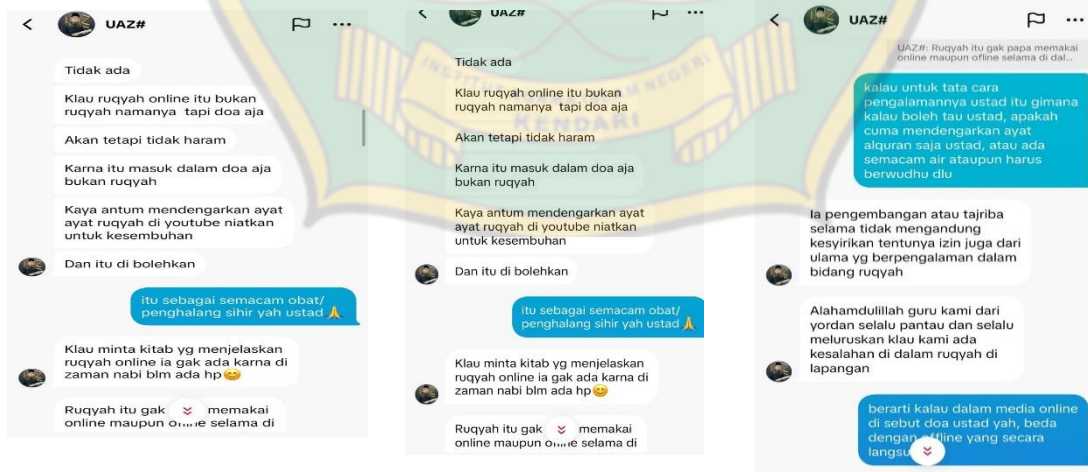 UAZ#
Tidak ada
Klau ruqyah online itu bukan
ruqyah namanya tapi doa aja
Akan tetapi tidak haram
Karna itu masuk dalam doa aja
bukan ruqyah
Kaya antum mendengarkan ayat
ayat ruqyah di youtube niatkan
untuk kesembuhan
Dan itu di bolehkan
itu sebagai semacam obat/
penghalang sihir yah ustad🙏
Klau minta kitab yg menjelaskan
ruqyah online ia gak ada karna di
zaman nabi blm ada hp😊
Ruqyah itu gak memakai
online maupun selama di
UAZ#
Tidak ada
Klau ruqyah online itu bukan
ruqyah namanya tapi doa aja
Akan tetapi tidak haram
Karna itu masuk dalam doa aja
bukan ruqyah
Kaya antum mendengarkan ayat
ayat ruqyah di youtube niatkan
untuk kesembuhan
Dan itu di bolehkan
itu sebagai semacam obat/
penghalang sihir yah ustad🙏
Klau minta kitab yg menjelaskan
ruqyah online ia gak ada karna di
zaman nabi blm ada hp😊
Ruqyah itu gak memakai
online maupun selama di
UAZ#
UAZ#: Ruqyah itu gak papa memakai
online maupun ofline selama di dal...
kalau untuk tata cara
pengalamannya ustad itu gimana
kalau boleh tau ustad, apakah
cuma mendengarkan ayat
alquran saja ustad, atau ada
semacam air ataupun harus
berwudhu dlu
Ia pengembangan atau tajriba
selama tidak mengandung
kesyirikan tentunya izin juga dari
ulama yg berpengalaman dalam
bidang ruqyah
Alahamdulillah guru kami dari
yordan selalu pantau dan selalu
meluruskan klau kami ada
kesalahan di dalam ruqyah di
lapangan
berarti kalau dalam media online
di sebut doa ustad yah, beda
dengan offline yang secara
KENDARI